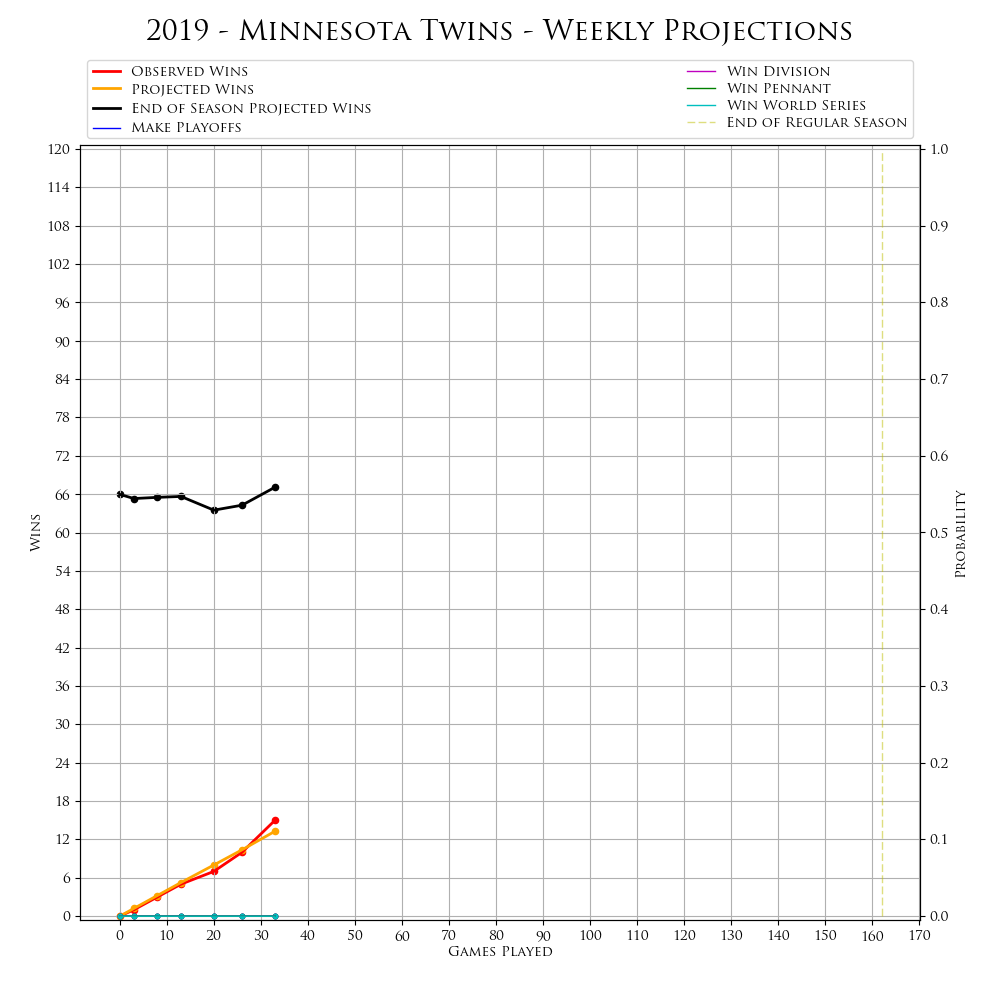 2019 - Minnesota Twins - Weekly Projections
Observed Wins
Projected Wins
End of Season Projected Wins
Make Playoffs
Win Division
Win Pennant
Win World Series
End of Regular Season
120
114
108
102
96
90
84
78
72
66
60
54
48
42
36
30
24
18
12
6
0
Wins
1.0
0.9
0.8
0.7
0.6
0.5
0.4
0.3
0.2
0.1
0.0
Probability
0 10 20 30 40 50 60 70 80 90 100 110 120 130 140 150 160 170
Games Played